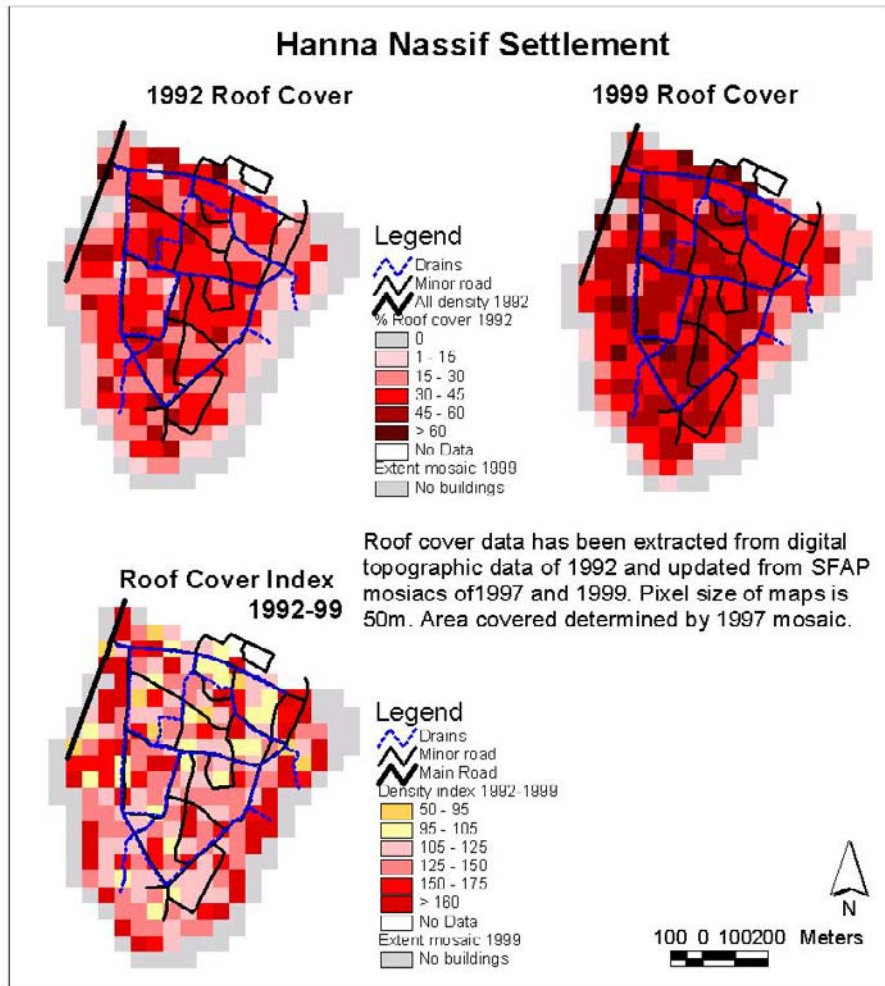 Hanna Nassif Settlement
1992 Roof Cover
1999 Roof Cover
Legend
Drains
Minor road
All density 1992
% Roof cover 1992
0
1 - 15
15 - 30
30 - 45
45 - 60
> 60
No Data
Extent mosaic 1999
No buildings
Roof cover data has been extracted from digital
topographic data of 1992 and updated from SFAP
mosiacs of1997 and 1999. Pixel size of maps is
50m. Area covered determined by 1997 mosaic.
Roof Cover Index
1992-99
Legend
Drains
Minor road
Main Road
Density index 1992-1999
50 - 95
95 - 105
105 - 125
125 - 150
150 - 175
> 160
No Data
Extent mosaic 1999
No buildings
N
100 0 100200 Meters